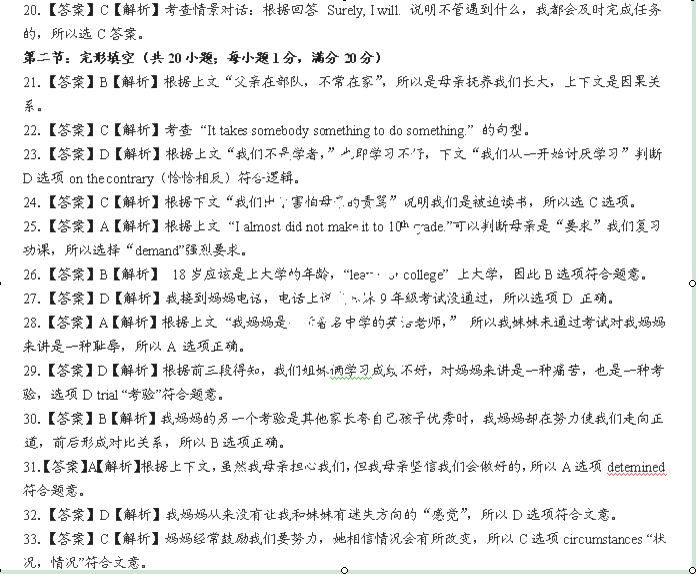 20.【答案】C【解析】考查情景对话：根据回答 Surely, I will. 说明不管遇到什么，我都会及时完成任务
的，所以选 C 答案。
第二节：完形填空（共 20 小题；每小题 1 分，满分 20 分）
21.【答案】B【解析】根据上文“父亲在部队，不常在家”，所以是母亲抚养我们长大，上下文是因果关
系。
22.【答案】C【解析】考查 “It takes somebody something to do something.” 的句型。
23.【答案】D【解析】根据上文“我们不是学者，” 也即学习不行，下文“我们从一开始讨厌学习”判断
D 选项 on the contrary（恰恰相反）符合逻辑。
24.【答案】C【解析】根据下文“我们出于害怕母亲的责骂”说明我们是被迫读书，所以选 C 选项。
25.【答案】A【解析】根据上文 “I almost did not make it to 10th grade.”可以判断母亲是“要求”我们复习
功课，所以选择“demand”强烈要求。
26.【答案】B【解析】 18 岁应该是上大学的年龄， college” 上大学，因此 B 选项符合题意。
27.【答案】D【解析】我接到妈妈电话，电话上 9 年级考试没通过，所以选项 D 正确。
28.【答案】A【解析】根据上文“我妈妈是 著名中学的英语老师，” 所以我妹妹未通过考试对我妈妈
来讲是一种耻辱，所以 A 选项正确。
29.【答案】D【解析】根据前三段得知，我们姐妹俩学习成绩不好，对妈妈来讲是一种痛苦，也是一种考
验，选项 D trial “考验”符合题意。
30.【答案】B【解析】我妈妈的另一个考验是其他家长夸自己孩子优秀时，我妈妈却在努力使我们走向正
道，前后形成对比关系，所以 B 选项正确。
31.【答案】A【解析】根据上下文，虽然我母亲担心我们，但我母亲坚信我们会做好的，所以 A 选项 detemined
符合题意。
32.【答案】D【解析】我妈妈从来没有让我和妹妹有迷失方向的“感觉”，所以 D 选项符合文意。
33.【答案】C【解析】妈妈经常鼓励我们要努力，她相信情况会有所改变，所以 C 选项 circumstances “状
况，情况”符合文意。